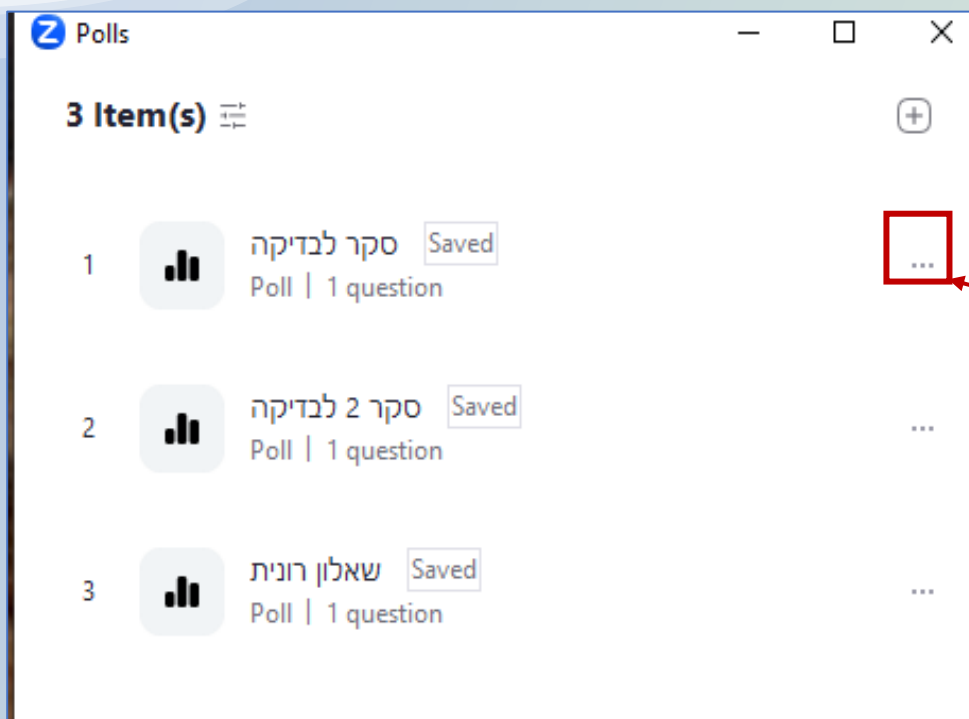 Polls
3 Item(s)
1
סקר לבדיקה Saved
Poll | 1 question
2
סקר 2 לבדיקה Saved
Poll | 1 question
3
שאלון רונית Saved
Poll | 1 question